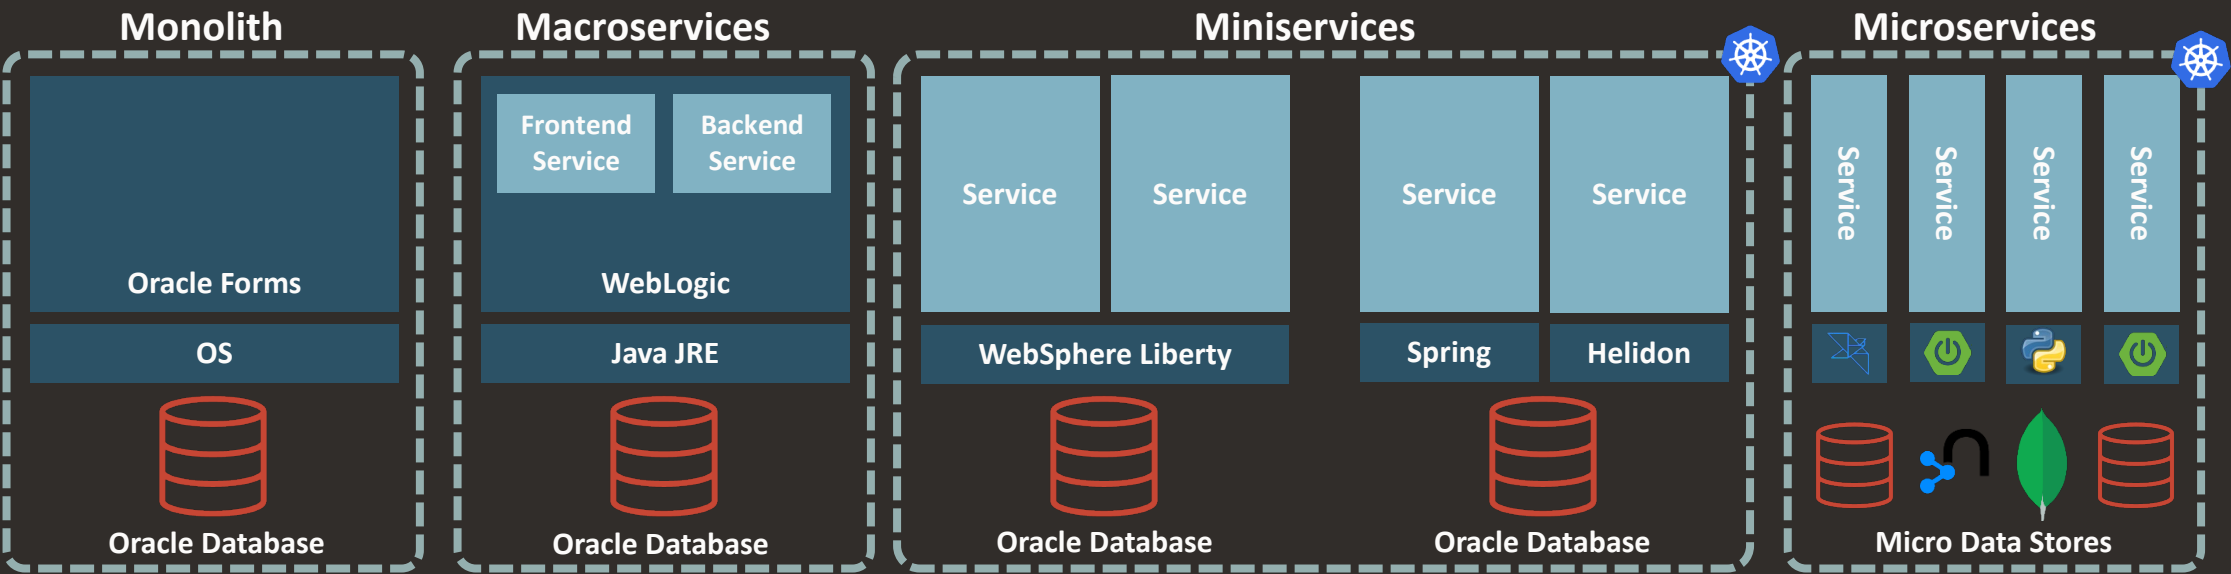 Monolith
Oracle Forms
OS
Oracle Database
Macroservices
Frontend
Service
Backend
Service
WebLogic
Java JRE
Oracle Database
Miniservices
Service
Service
WebSphere Liberty
Oracle Database
Service
Service
Spring
Helidon
Oracle Database
Microservices
Service
Service
Service
Service
Micro Data Stores